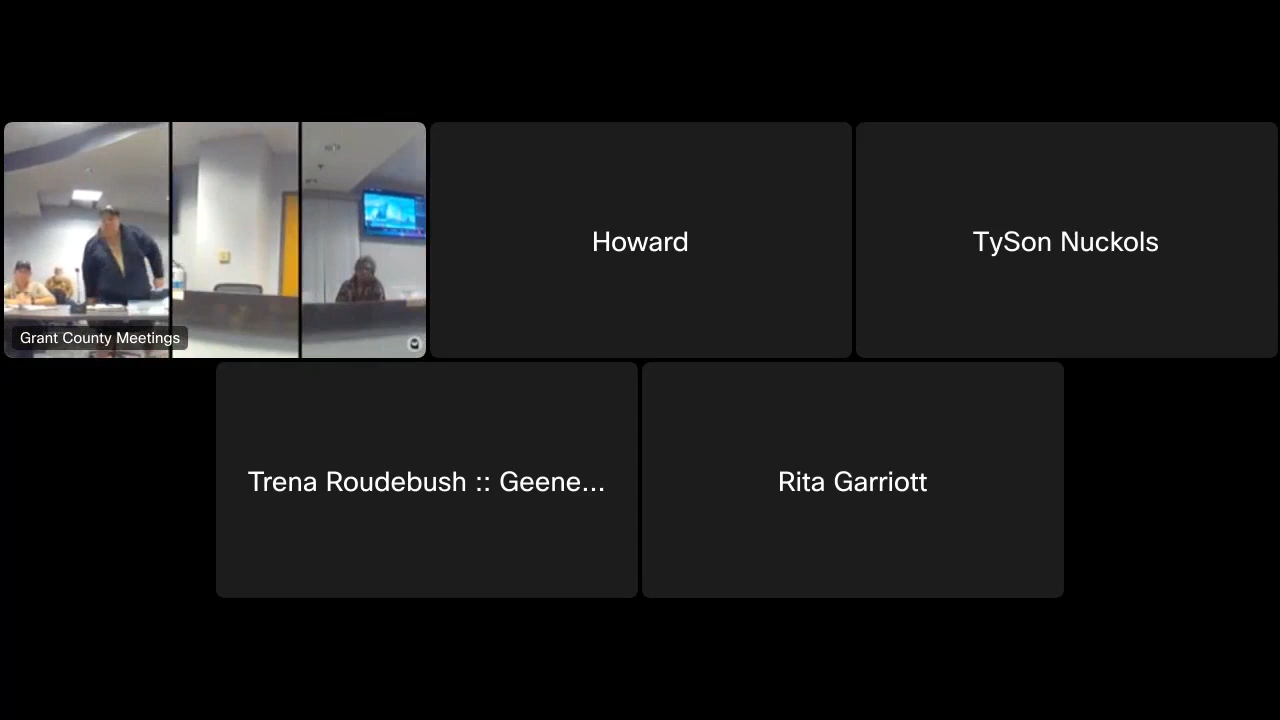 Grant County Meetings
Howard
TySon Nuckols
Trena Roudebush :: Geene...
Rita Garriott